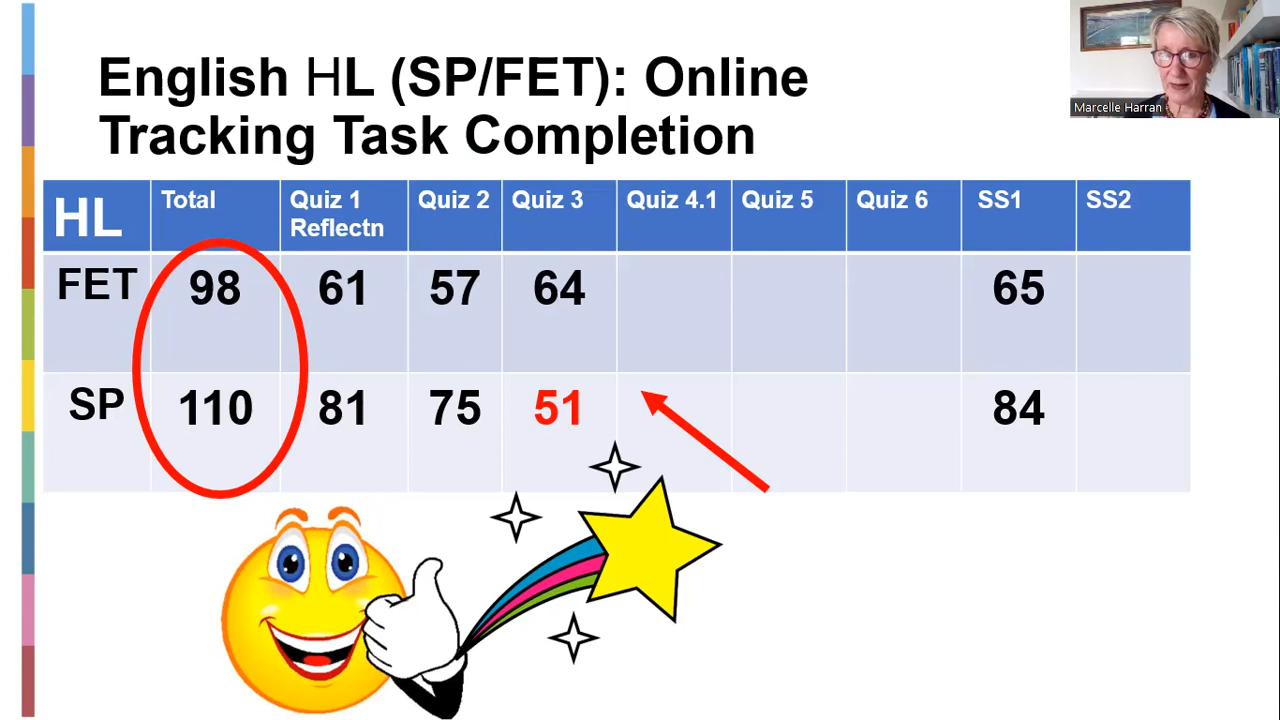 English HL (SP/FET): Online
Tracking Task Completion
Marcelle Harran
HL Total Quiz 1 Reflectn Quiz 2 Quiz 3 Quiz 4.1 Quiz 5 Quiz 6 SS1 SS2
FET 98 61 57 64 65
SP 110 81 75 51 84